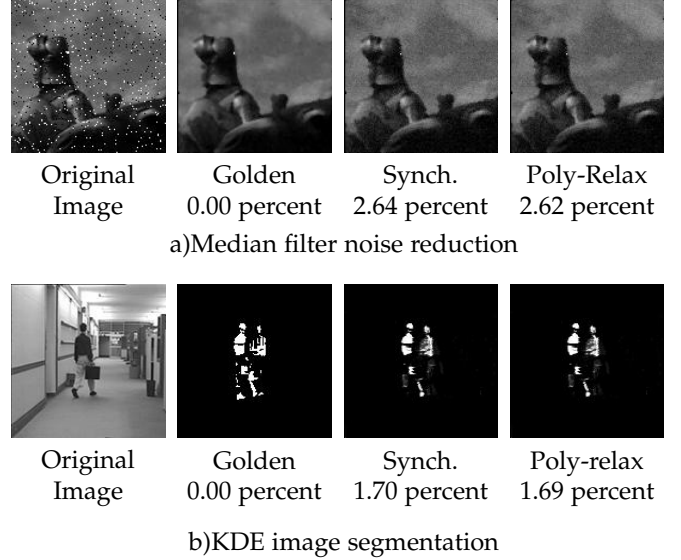 Original Golden Synch. Poly-Relax
Image 0.00 percent 2.64 percent 2.62 percent
a)Median filter noise reduction
Original Golden Synch. Poly-relax
Image 0.00 percent 1.70 percent 1.69 percent
b)KDE image segmentation